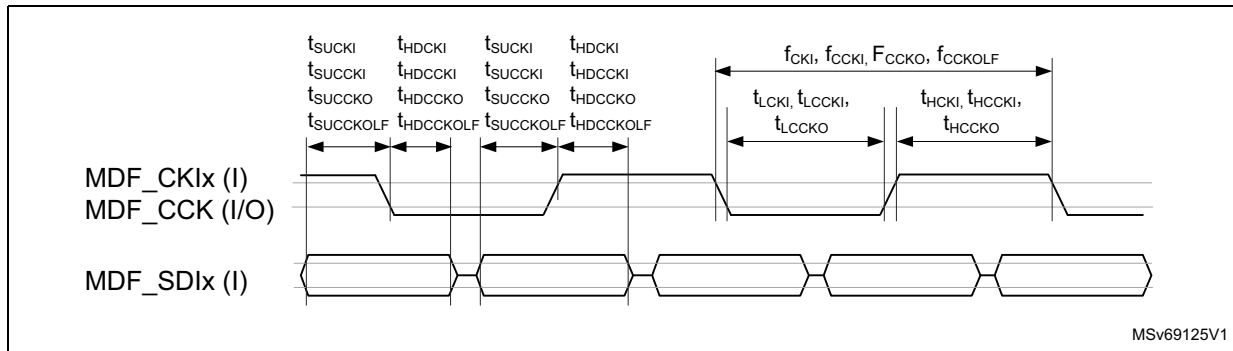 tSUCKI tHDCKI tSUCKI tHDCKI
tSUCCKI tHDCCKI tSUCCKI tHDCCKI
tSUCCKO tHDCCKO tSUCCKO tHDCCKO
tSUCCKOLF tHDCCKOLF tSUCCKOLF tHDCCKOLF
fCKI, fCCKI, FCCKO, fCCKOLF
tLCKI, tLCCKI,
tLCCKO
tHCKI, tHCCKI,
tHCCKO
MDF_CKIx (I)
MDF_CCK (I/O)
MDF_SDIx (I)
MSv69125V1